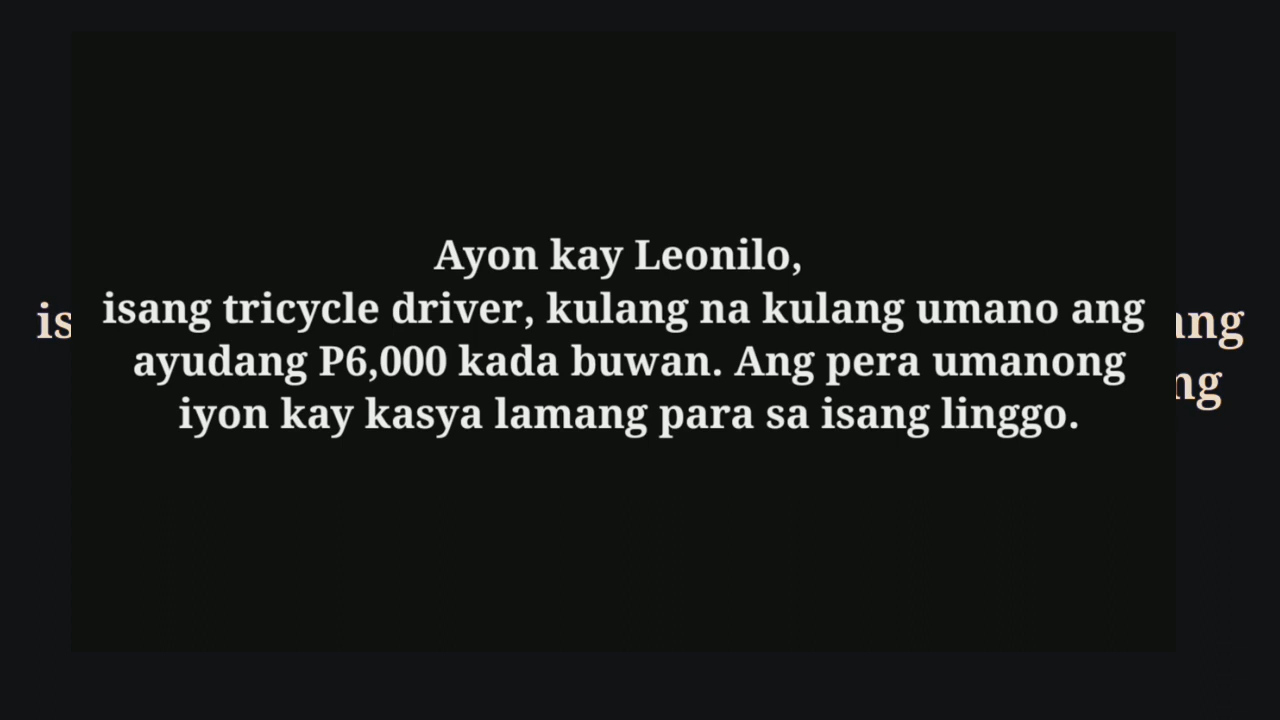 Ayon kay Leonilo,
isang tricycle driver, kulang na kulang umano ang
ayudang P6,000 kada buwan. Ang pera umanong
iyon kay kasya lamang para sa isang linggo.